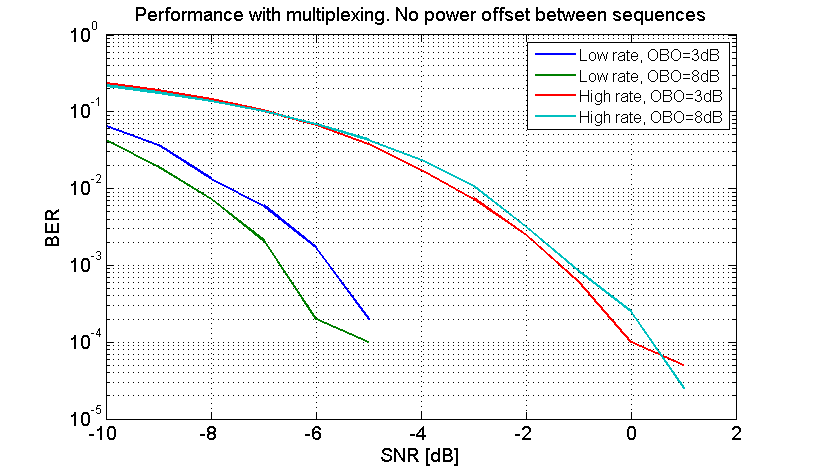 Performance with multiplexing. No power offset between sequences
10^0
10^-1
10^-2
10^-3
10^-4
10^-5
BER
Low rate, OBO=3dB
Low rate, OBO=8dB
High rate, OBO=3dB
High rate, OBO=8dB
-10 -8 -6 -4 -2 0 2
SNR [dB]